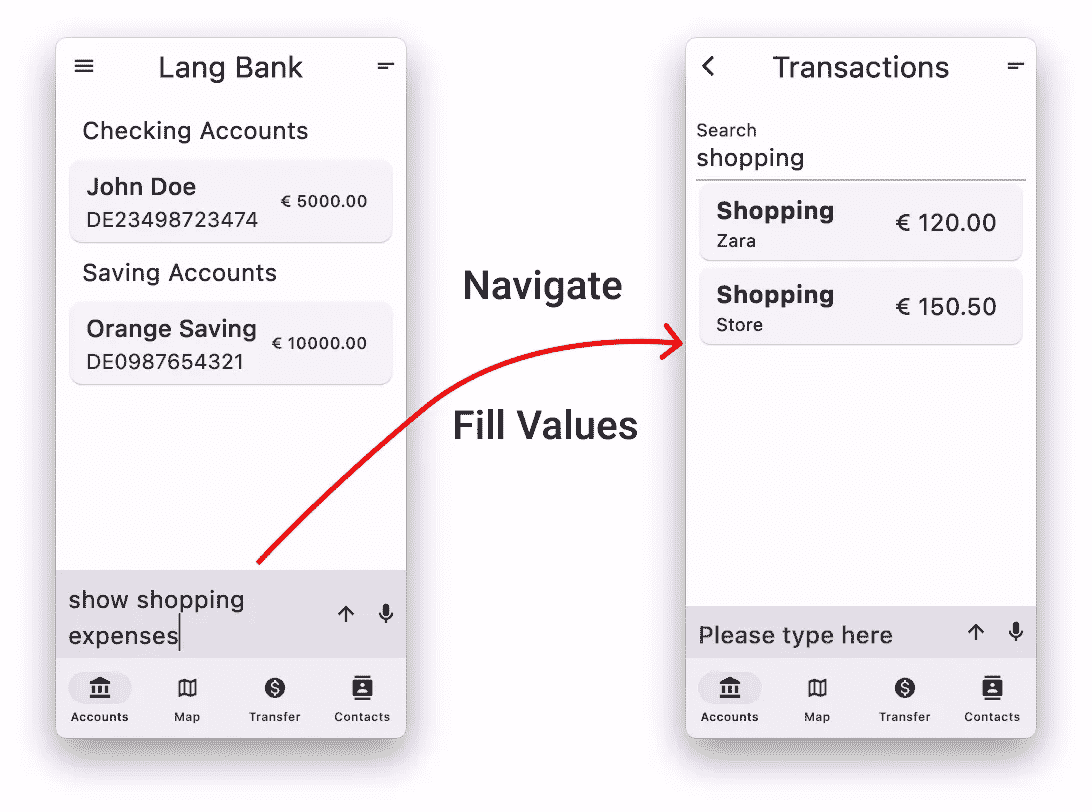 Lang Bank
Checking Accounts
John Doe
€ 5000.00
DE23498723474
Saving Accounts
Orange Saving
€ 10000.00
DE0987654321
show shopping
expenses
Accounts
Map
Transfer
Contacts
Navigate
Fill Values
Transactions
Search
shopping
Shopping
€ 120.00
Zara
Shopping
€ 150.50
Store
Please type here
Accounts
Map
Transfer
Contacts